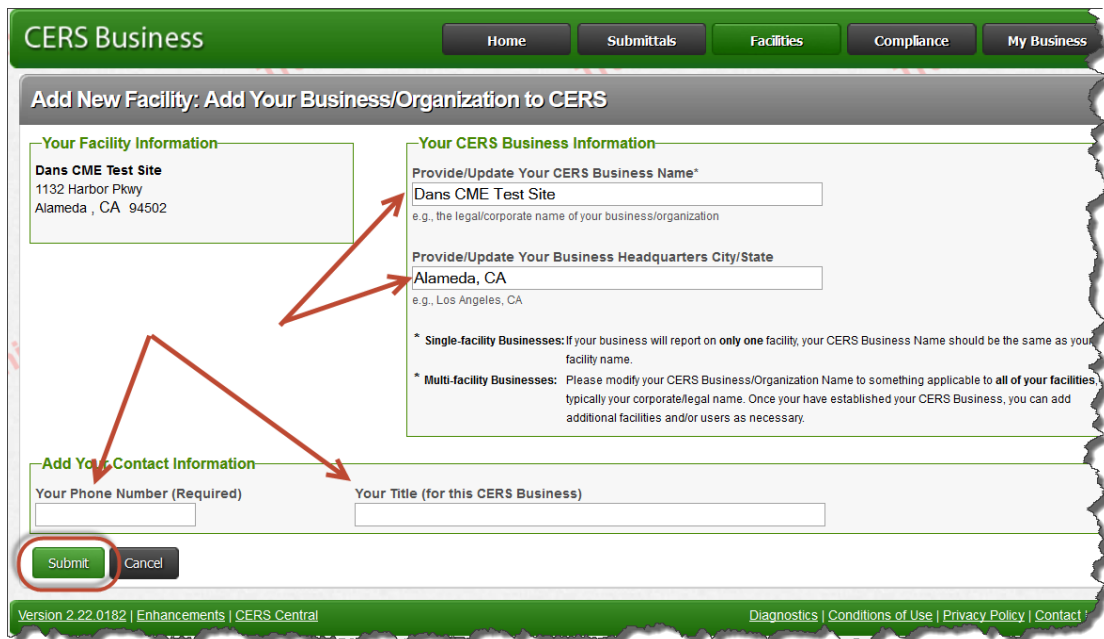 CERS Business
Home
Submittals
Facilities
Compliance
My Business
Add New Facility: Add Your Business/Organization to CERS
Your Facility Information
Dans CME Test Site
1132 Harbor Pkwy
Alameda , CA 94502
Your CERS Business Information
Provide/Update Your CERS Business Name*
Dans CME Test Site
e.g., the legal/corporate name of your business/organization
Provide/Update Your Business Headquarters City/State
Alameda, CA
e.g., Los Angeles, CA
* Single-facility Businesses: If your business will report on only one facility, your CERS Business Name should be the same as your
facility name.
* Multi-facility Businesses: Please modify your CERS Business/Organization Name to something applicable to all of your facilities,
typically your corporate/legal name. Once your have established your CERS Business, you can add
additional facilities and/or users as necessary.
Add Your Contact Information
Your Phone Number (Required)
Your Title (for this CERS Business)
Submit
Cancel
Version 2.22.0182 | Enhancements | CERS Central
Diagnostics | Conditions of Use | Privacy Policy | Contact